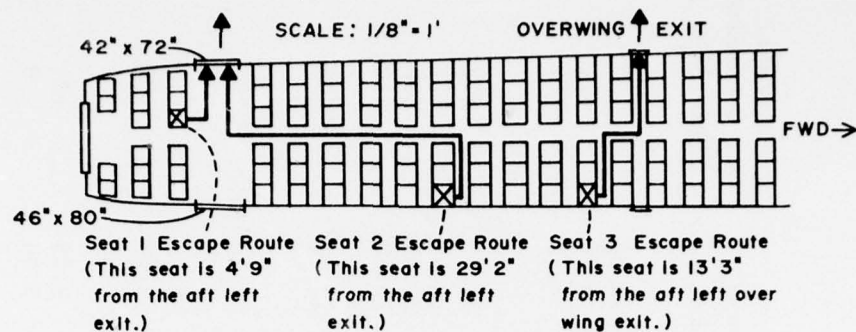 SCALE: 1/8"=1'
OVERWING EXIT
42" x 72"
FWD
46" x 80"
Seat 1 Escape Route
(This seat is 4'9"
from the aft left
exit.)
Seat 2 Escape Route
(This seat is 29'2"
from the aft left
exit.)
Seat 3 Escape Route
(This seat is 13'3"
from the aft left over
wing exit.)